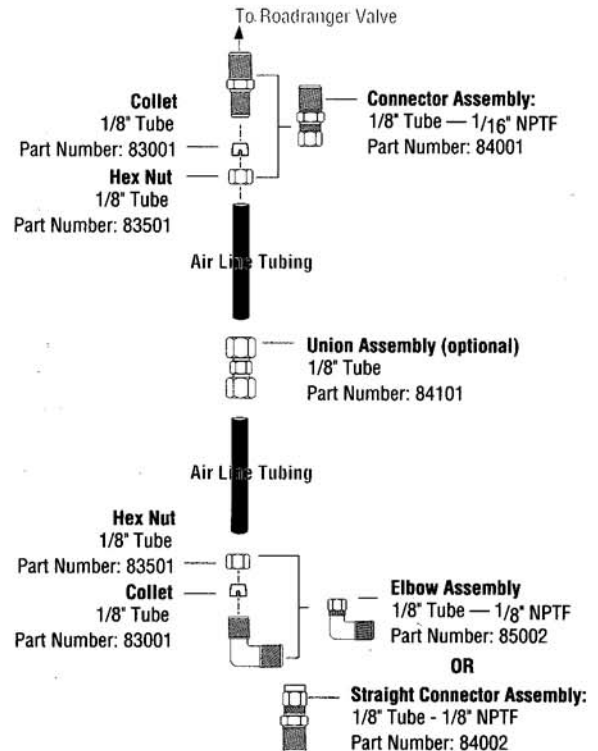 To Roadranger Valve
Collet
1/8" Tube
Part Number: 83001
Hex Nut
1/8" Tube
Part Number: 83501
Connector Assembly:
1/8" Tube — 1/16" NPTF
Part Number: 84001
Air Line Tubing
Union Assembly (optional)
1/8" Tube
Part Number: 84101
Air Line Tubing
Hex Nut
1/8" Tube
Part Number: 83501
Collet
1/8" Tube
Part Number: 83001
Elbow Assembly
1/8" Tube — 1/8" NPTF
Part Number: 85002
OR
Straight Connector Assembly:
1/8" Tube - 1/8" NPTF
Part Number: 84002